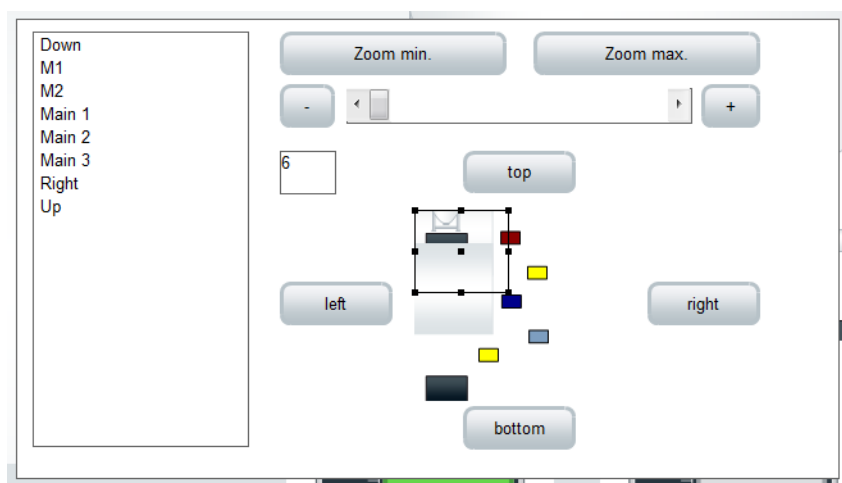 Down
M1
M2
Main 1
Main 2
Main 3
Right
Up
Zoom min.
Zoom max.
-
+
6
top
left
right
bottom